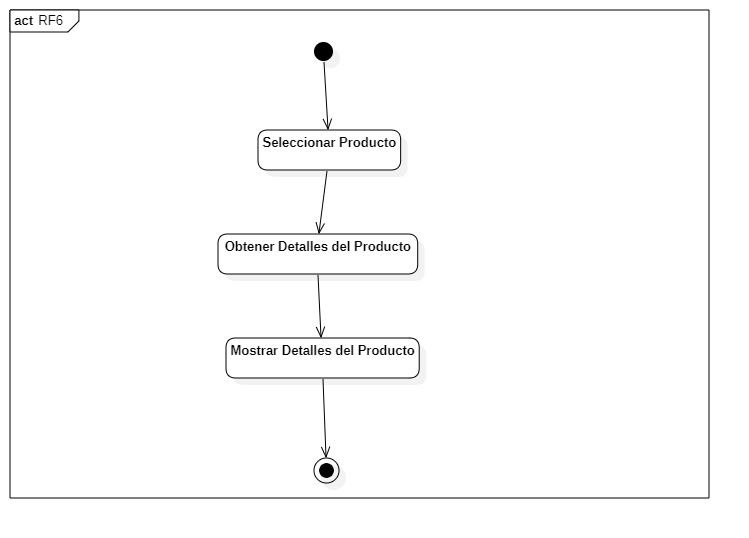 act RF6
Seleccionar Producto
Obtener Detalles del Producto
Mostrar Detalles del Producto